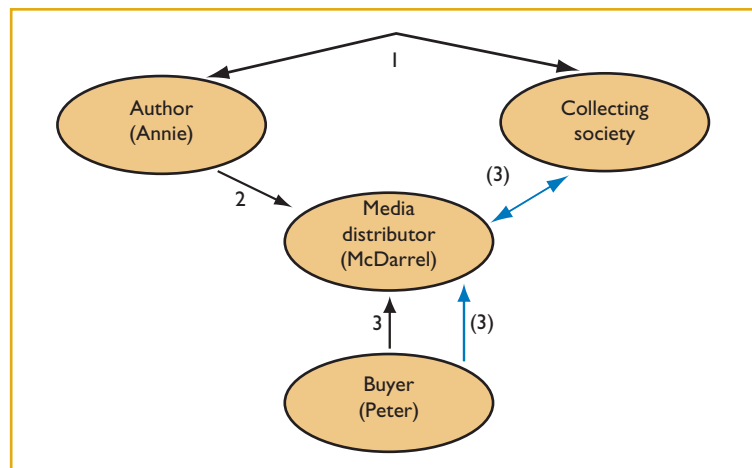 1
Author
(Annie)
Collecting
society
2
(3)
Media
distributor
(McDarrel)
3
(3)
Buyer
(Peter)